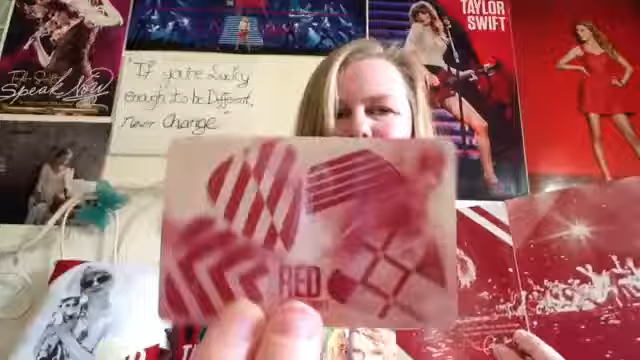 TAYLOR
SWIFT
Speak Now
"If you're Lucky
enough to be Different,
never Change"
RED